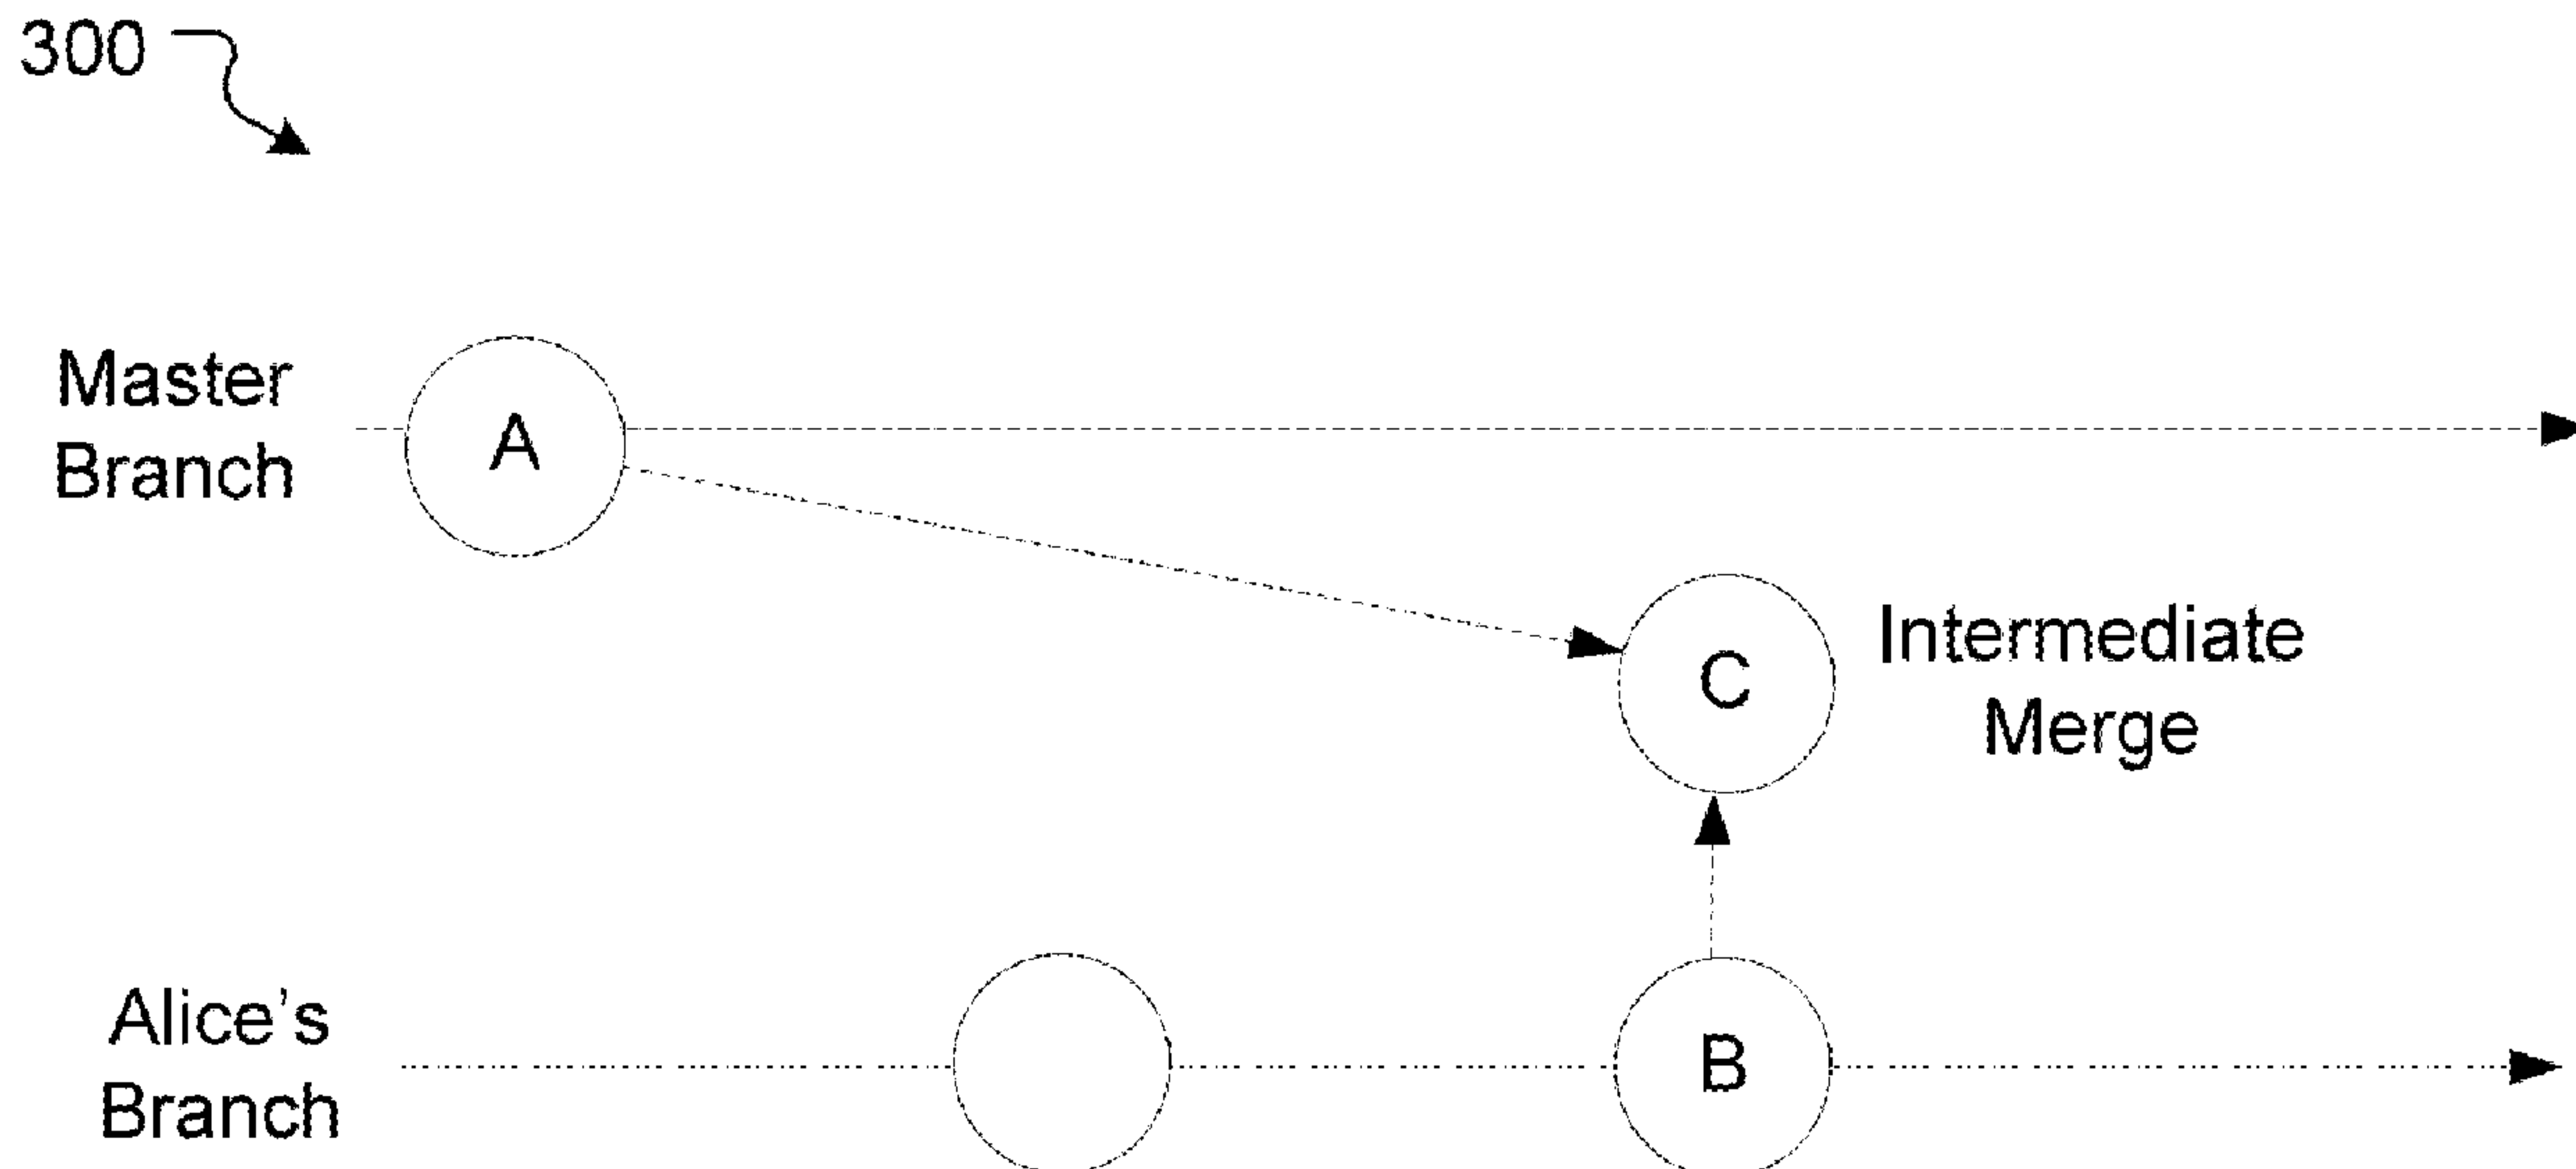 300
Master
Branch
A
C
Intermediate
Merge
Alice's
Branch
B